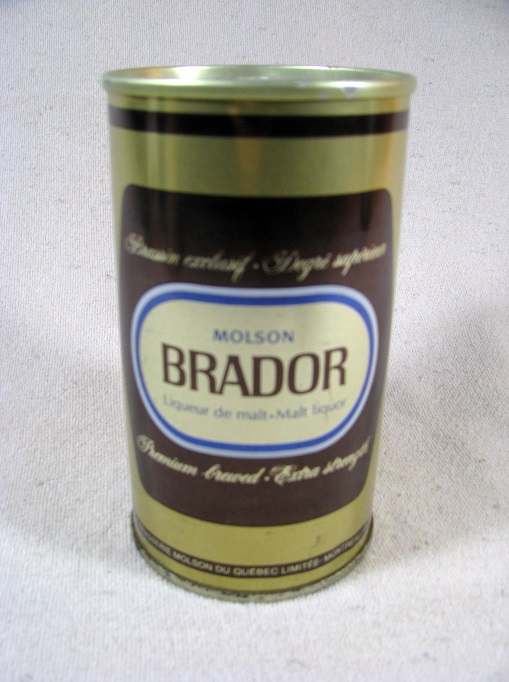 Brassin exclusif • Degré supérieur
MOLSON
BRADOR
Liqueur de malt • Malt liquor
Premium brewed • Extra strength
MOLSON DU QUÉBEC LIMITÉE - MONTRÉAL